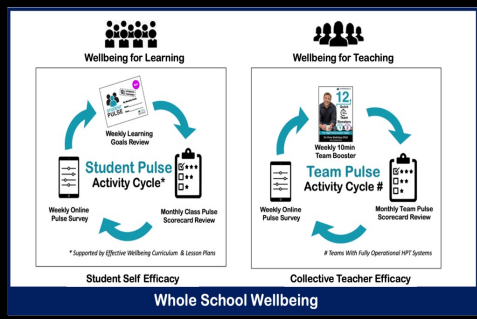 Wellbeing for Learning
Wellbeing for Teaching
STUDENT
PULSE
Weekly Learning
Goals Review
Student Pulse
Activity Cycle*
Weekly Online
Pulse Survey
Monthly Class Pulse
Scorecard Review
* Supported by Effective Wellbeing Curriculum & Lesson Plans
Student Self Efficacy
12
Weekly 10min
Team Booster
Team Pulse
Activity Cycle #
Weekly Online
Pulse Survey
Monthly Team Pulse
Scorecard Review
# Teams With Fully Operational HPT Systems
Collective Teacher Efficacy
Whole School Wellbeing